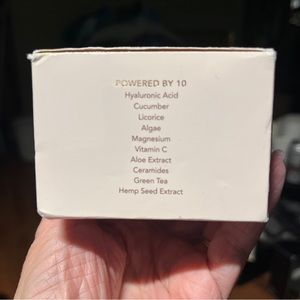 POWERED BY 10
Hyaluronic Acid
Cucumber
Licorice
Algae
Magnesium
Vitamin C
Aloe Extract
Ceramides
Green Tea
Hemp Seed Extract